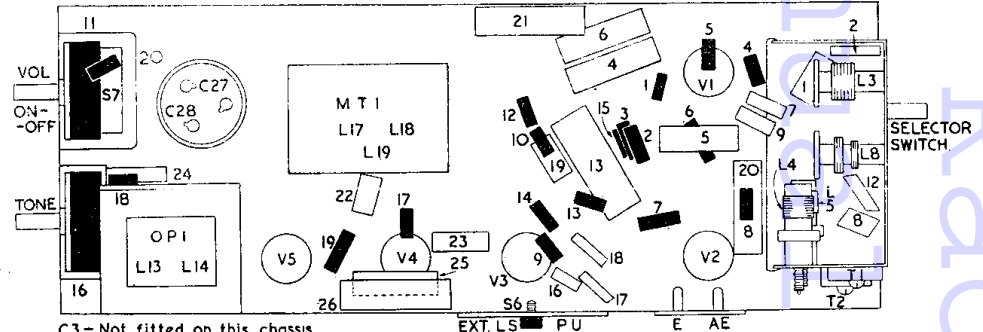 11
21
6
5
2
VOL
20
4
4
1
L3
S7
C27
V1
1
ON-
-OFF
C28
MT1
L17 L18
L19
12
10
15
3
2
6
5
7
9
SELECTOR
SWITCH.
19
13
L8
24
18
22
L4
20
12
TONE
17
14
13
7
L
5
8
8
OP1
L13 L14
V5
19
V4
23
V3
9
18
V2
16
25
16
17
26
S6
T2
C3-Not fitted on this chassis
EXT. LS PU
E AE